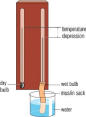 temperature
depression
dry
bulb
wet bulb
muslin sack
water